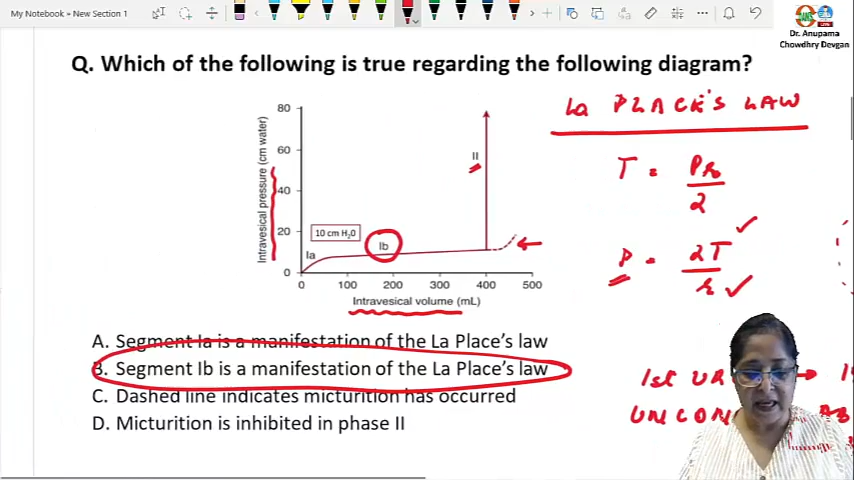 My Notebook » New Section 1
Dr. Anupama
Chowdhry Devgan
Q. Which of the following is true regarding the following diagram?
La PLACE'S LAW
Intravesical pressure (cm water)
80
60
40
20
0
II
10 cm H₂O
Ib
Ia
0 100 200 300 400 500
Intravesical volume (mL)
T = Pr/2
P = 2T/r
A. Segment Ia is a manifestation of the La Place's law
B. Segment Ib is a manifestation of the La Place's law
C. Dashed line indicates micturition has occurred
D. Micturition is inhibited in phase II
1st